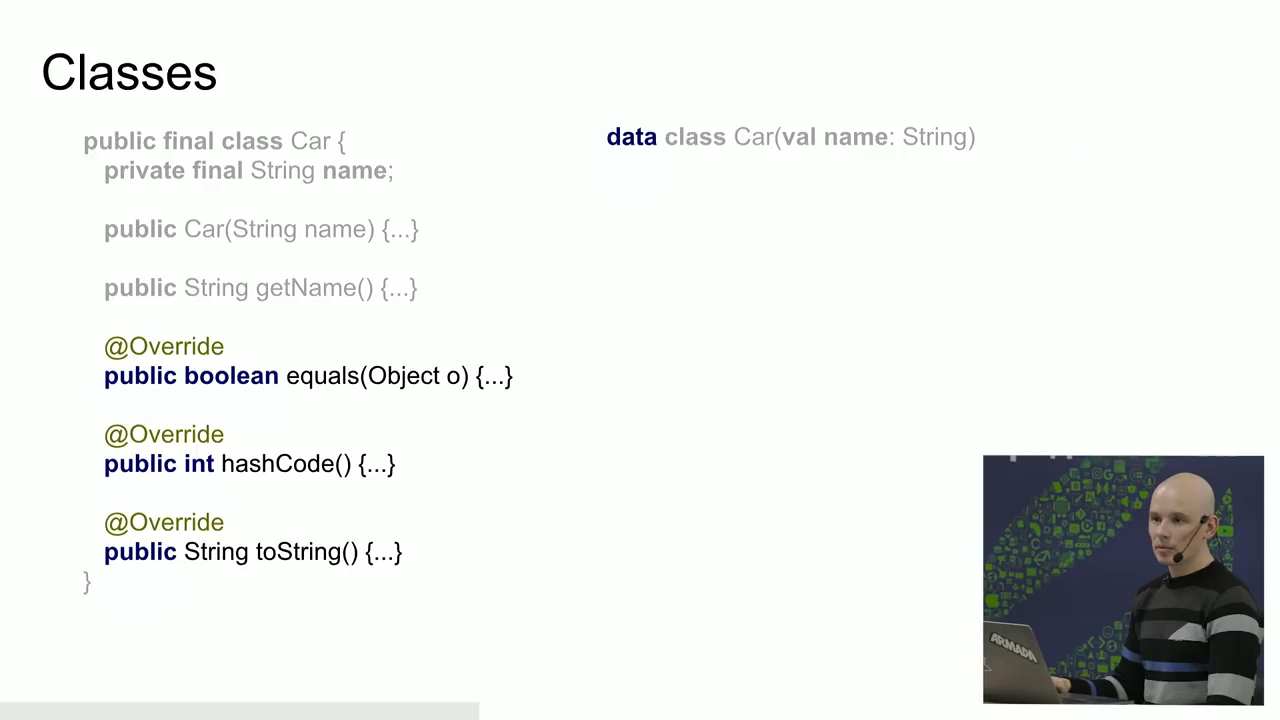 Classes
public final class Car {
private final String name;
public Car(String name) {...}
public String getName() {...}
@Override
public boolean equals(Object o) {...}
@Override
public int hashCode() {...}
@Override
public String toString() {...}
}
data class Car(val name: String)
ARMADA